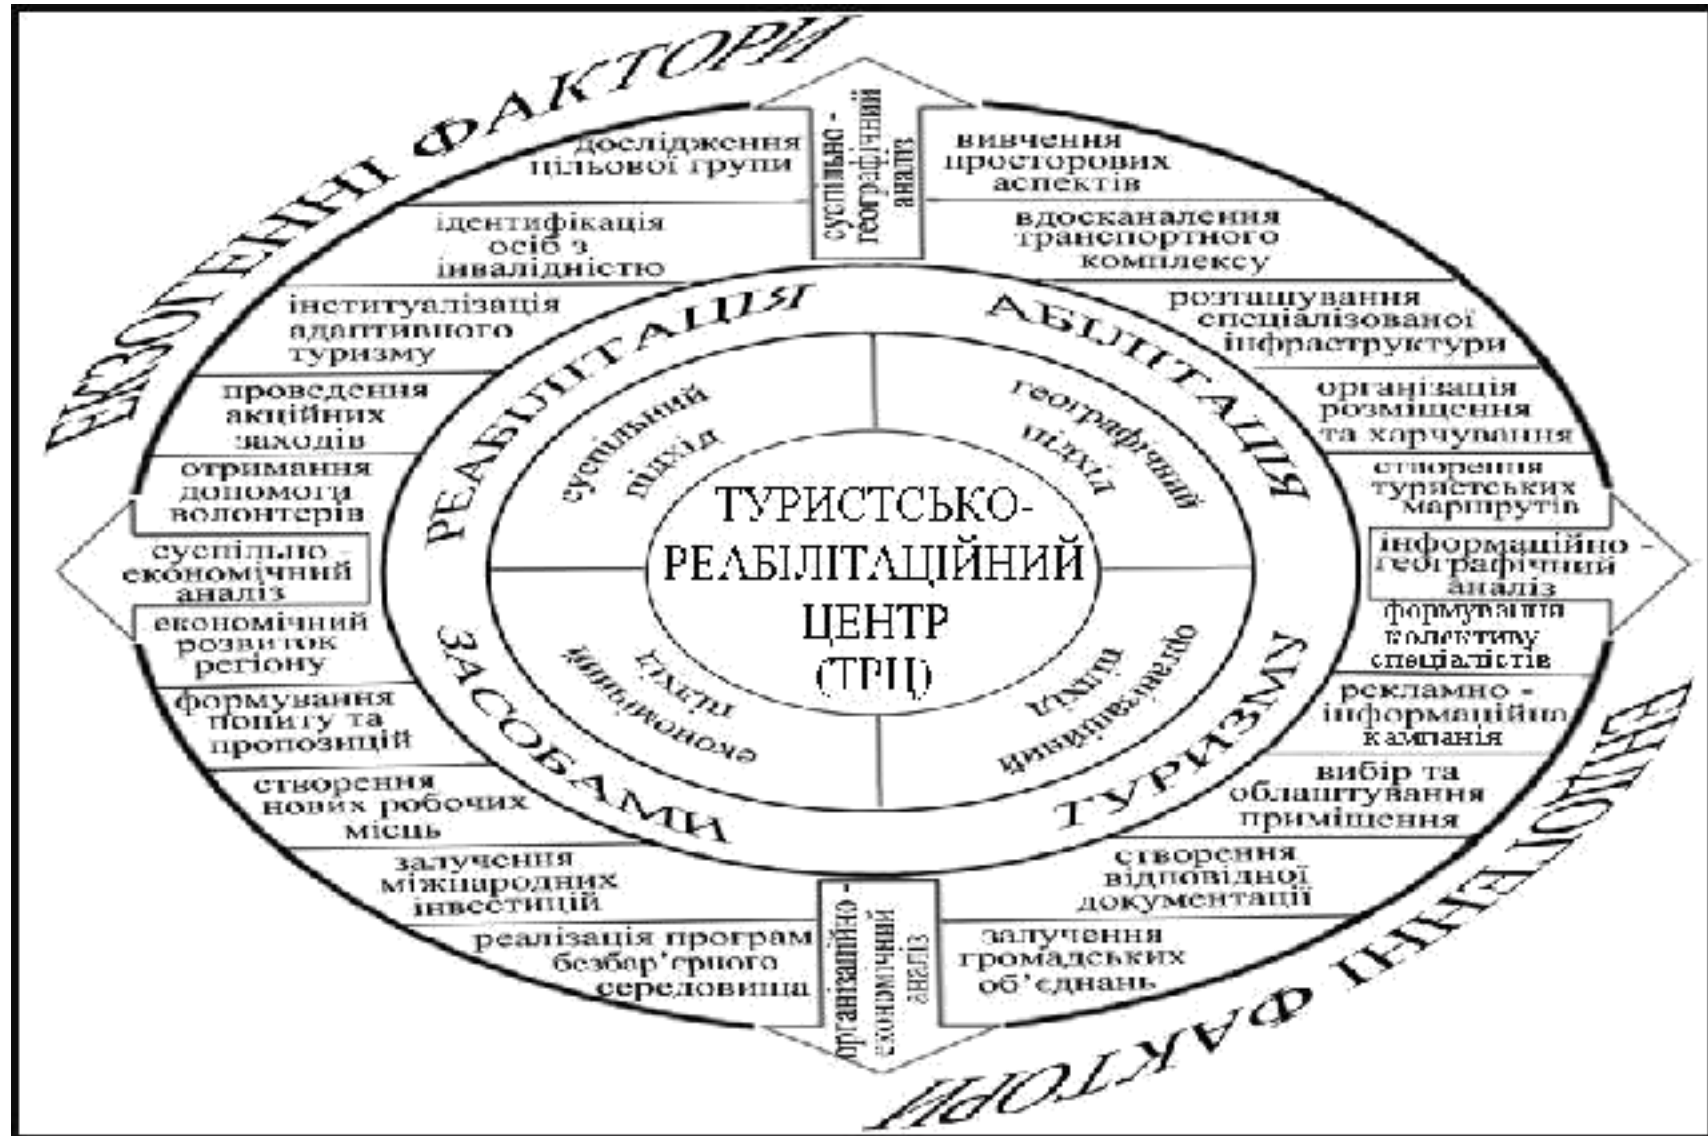 ЕКЗОГЕННІ ФАКТОРИ
суспільно -
географічний
аналіз
дослідження
цільової групи
ідентифікація
осіб з
інвалідністю
інституалізація
адаптивного
туризму
проведення
акційних
заходів
отримання
допомоги
волонтерів
суспільно -
економічний
аналіз
економічний
розвиток
регіону
формування
попиту та
пропозицій
створення
нових робочих
місць
залучення
міжнародних
інвестицій
реалізація програм
безбар’єрного
середовища
вивчення
просторових
аспектів
вдосканалення
транспортного
комплексу
розташування
спеціалізованої
інфраструктури
організація
розміщення
та харчування
створення
туристських
маршрутів
інформаційно -
географічний
аналіз
формування
колективу
спеціалістів
рекламно -
інформаційна
кампанія
вибір та
облаштування
приміщення
створення
відповідної
документації
залучення
громадських
об’єднань
організаційно -
економічний
аналіз
РЕАБІЛІТАЦІЯ
АБІЛІТАЦІЯ
ЗАСОБАМИ
ТУРИЗМУ
суспільний
підхід
географічний
підхід
економічний
підхід
організаційний
підхід
ТУРИСТСЬКО-
РЕАБІЛІТАЦІЙНИЙ
ЦЕНТР
(ТРЦ)
ЕНДОГЕННІ ФАКТОРИ